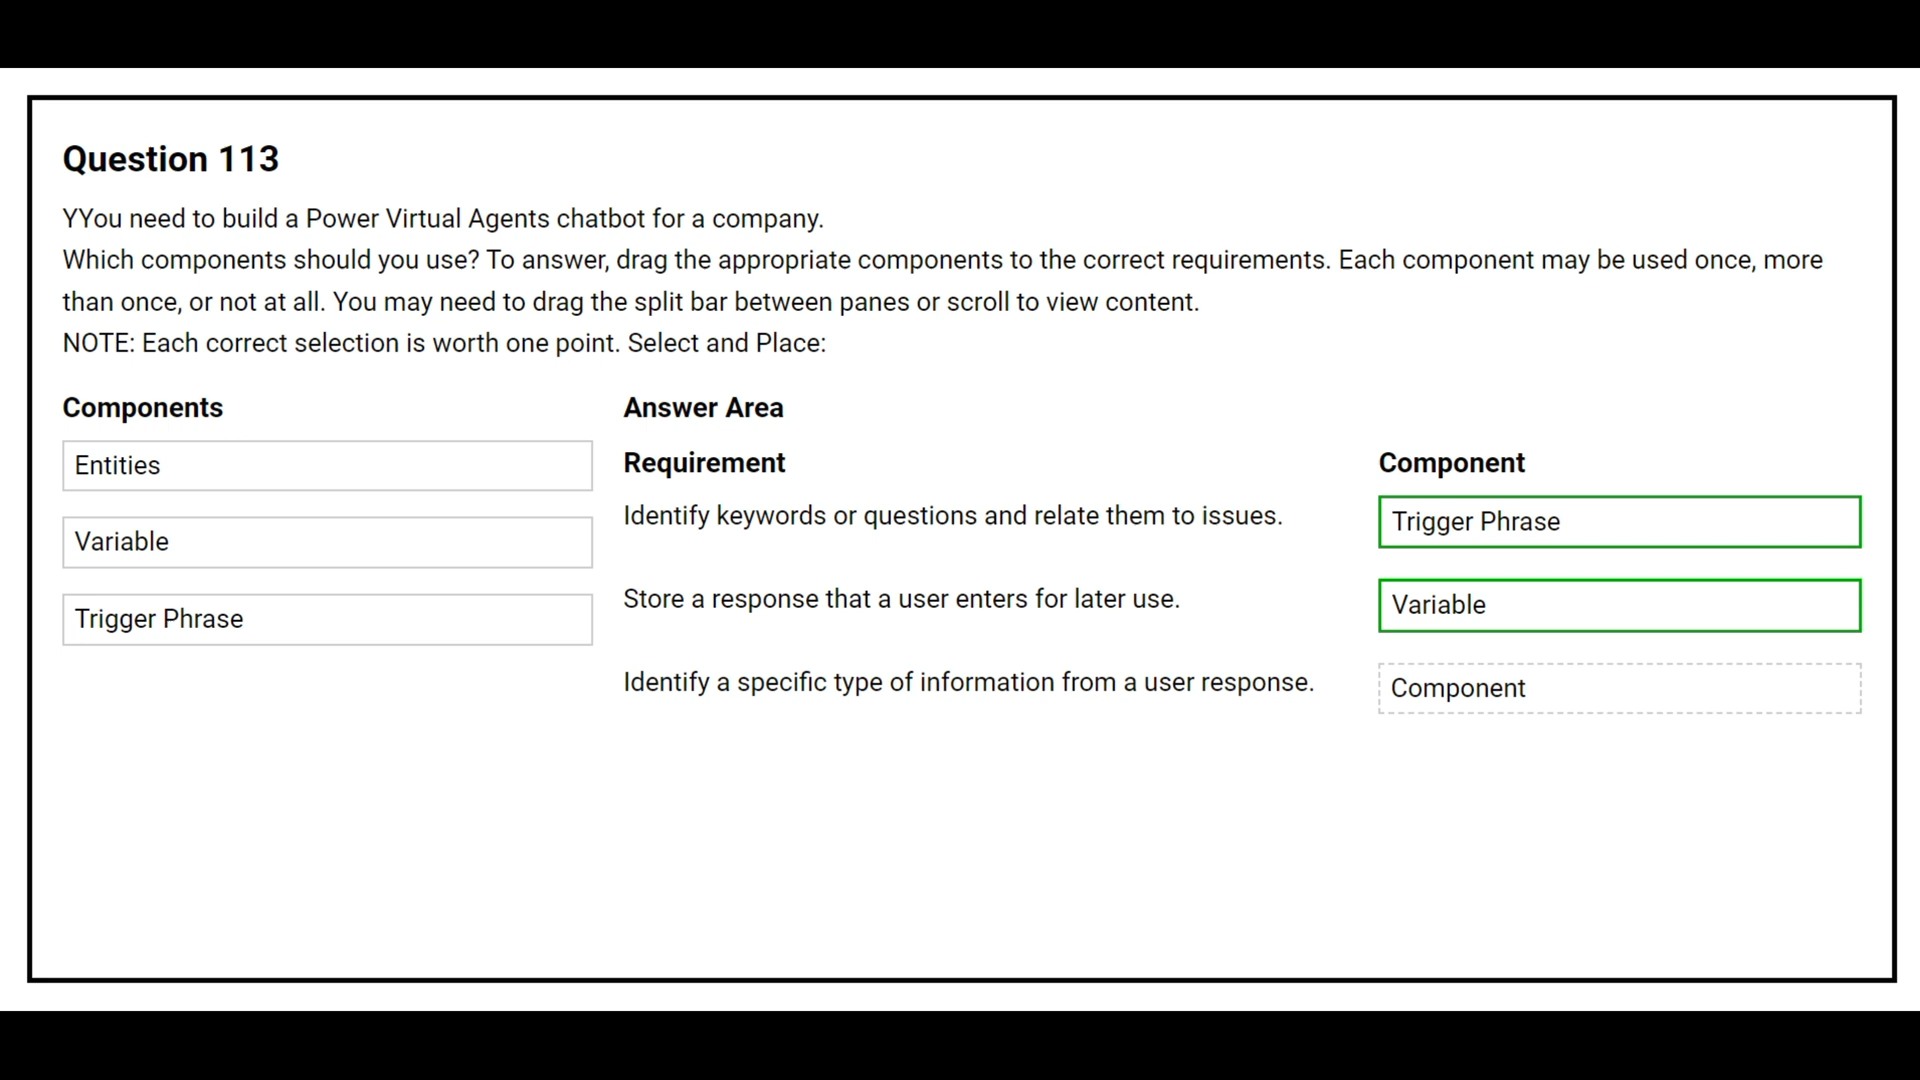 Question 113
YYou need to build a Power Virtual Agents chatbot for a company.
Which components should you use? To answer, drag the appropriate components to the correct requirements. Each component may be used once, more
than once, or not at all. You may need to drag the split bar between panes or scroll to view content.
NOTE: Each correct selection is worth one point. Select and Place:
Components
Entities
Variable
Trigger Phrase
Answer Area
Requirement
Component
Identify keywords or questions and relate them to issues.
Trigger Phrase
Store a response that a user enters for later use.
Variable
Identify a specific type of information from a user response.
Component